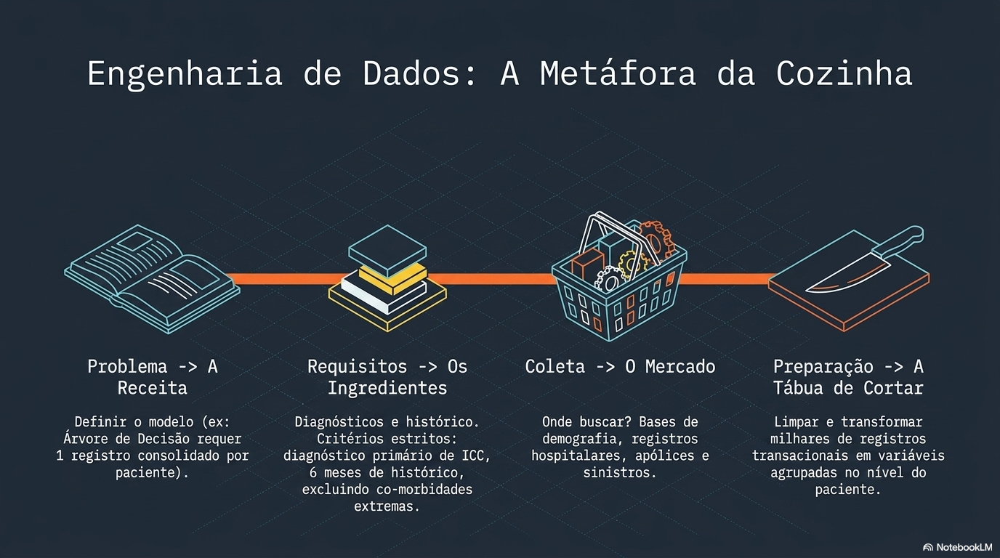 Engenharia de Dados: A Metáfora da Cozinha
Problema -> A
Receita
Definir o modelo (ex:
Árvore de Decisão requer
1 registro consolidado por
paciente).
Requisitos -> Os
Ingredientes
Diagnósticos e histórico.
Critérios estritos:
diagnóstico primário de ICC,
6 meses de histórico,
excluindo co-morbidades
extremas.
Coleta -> O Mercado
Onde buscar? Bases de
demografia, registros
hospitalares, apólices e
sinistros.
Preparação -> A
Tábua de Cortar
Limpar e transformar
milhares de registros
transacionais em variáveis
agrupadas no nível do
paciente.
NotebookLM